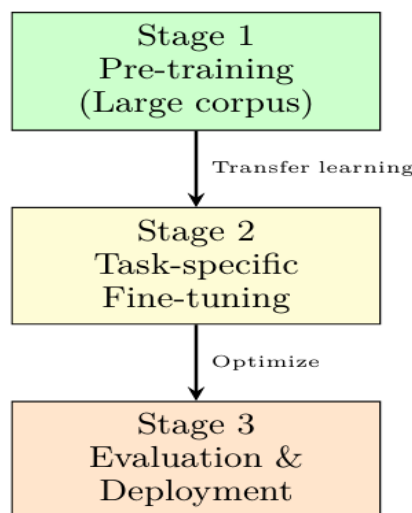 Stage 1
Pre-training
(Large corpus)
Transfer learning
Stage 2
Task-specific
Fine-tuning
Optimize
Stage 3
Evaluation &
Deployment